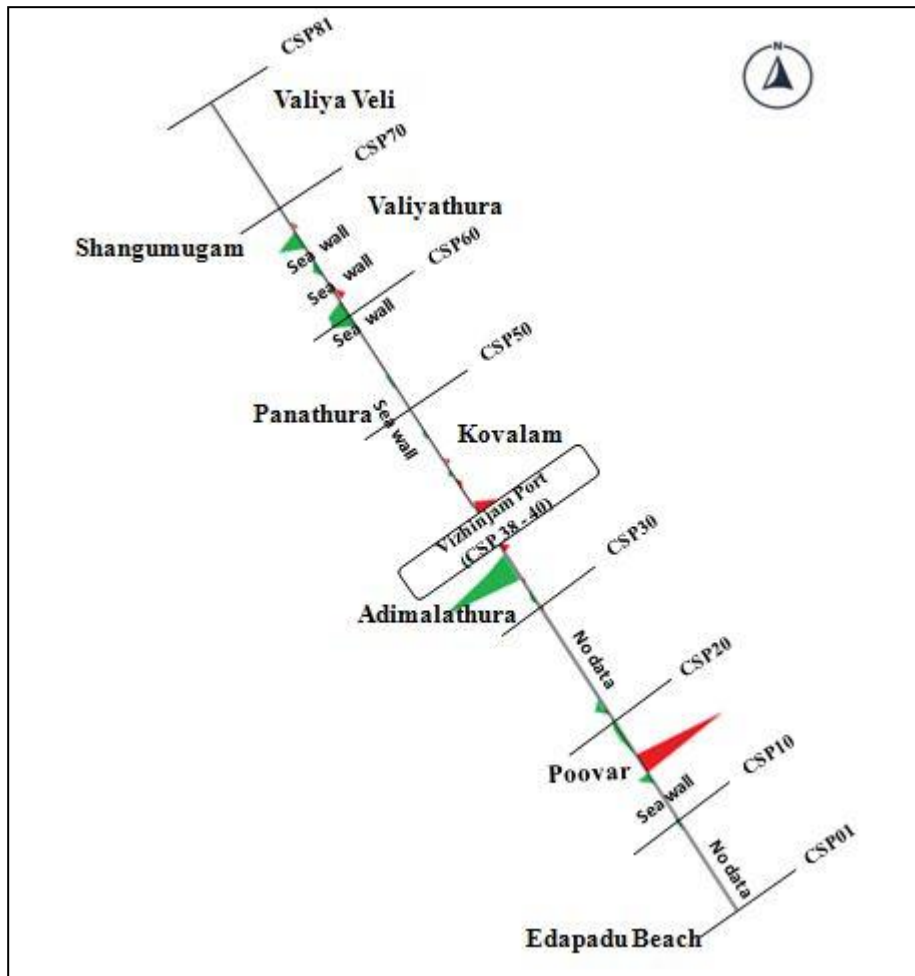 CSP81
N
Valiya Veli
CSP70
Valiyathura
Shangumugam
Sea wall
CSP60
Sea wall
Sea wall
CSP50
Panathura
Sea wall
Kovalam
Vizhinjam Port
(CSP 38 - 40)
CSP30
Adimalathura
No data
CSP20
Poovar
CSP10
Sea wall
CSP01
No data
Edapadu Beach